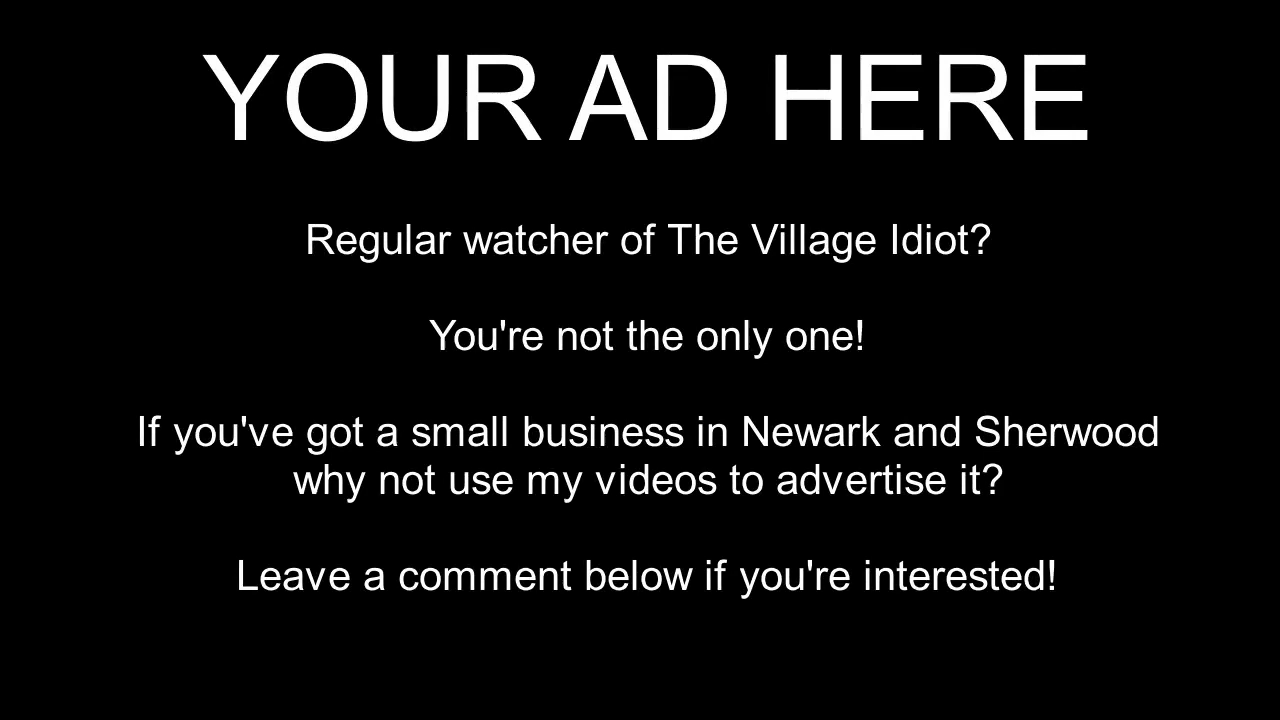 YOUR AD HERE
Regular watcher of The Village Idiot?
You're not the only one!
If you've got a small business in Newark and Sherwood
why not use my videos to advertise it?
Leave a comment below if you're interested!